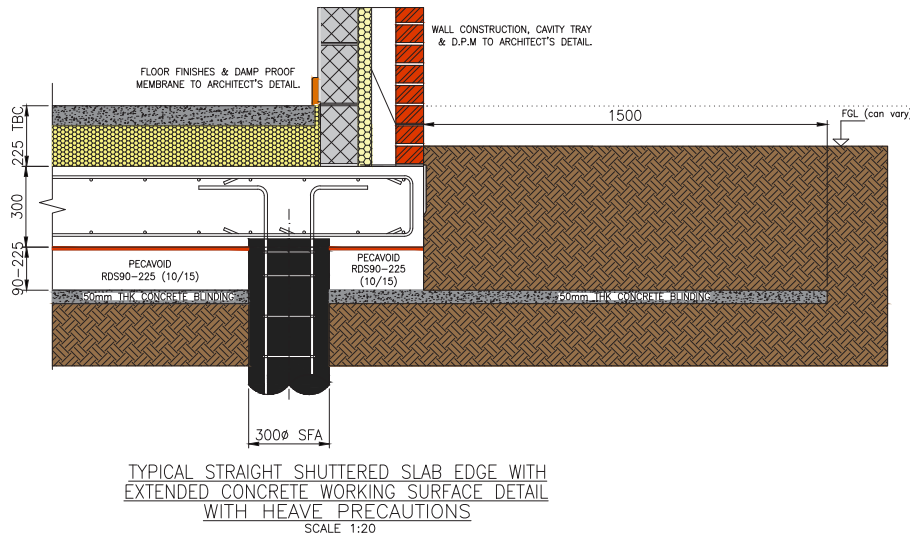 WALL CONSTRUCTION, CAVITY TRAY
& D.P.M TO ARCHITECT'S DETAIL.
FLOOR FINISHES & DAMP PROOF
MEMBRANE TO ARCHITECT'S DETAIL.
1500
FGL (can vary)
225 TBC
300
90-225
PECAVOID
RDS90-225 (10/15)
PECAVOID
RDS90-225
(10/15)
50mm THK CONCRETE BLINDING
50mm THK CONCRETE BLINDING
300ø SFA
TYPICAL STRAIGHT SHUTTERED SLAB EDGE WITH
EXTENDED CONCRETE WORKING SURFACE DETAIL
WITH HEAVE PRECAUTIONS
SCALE 1:20